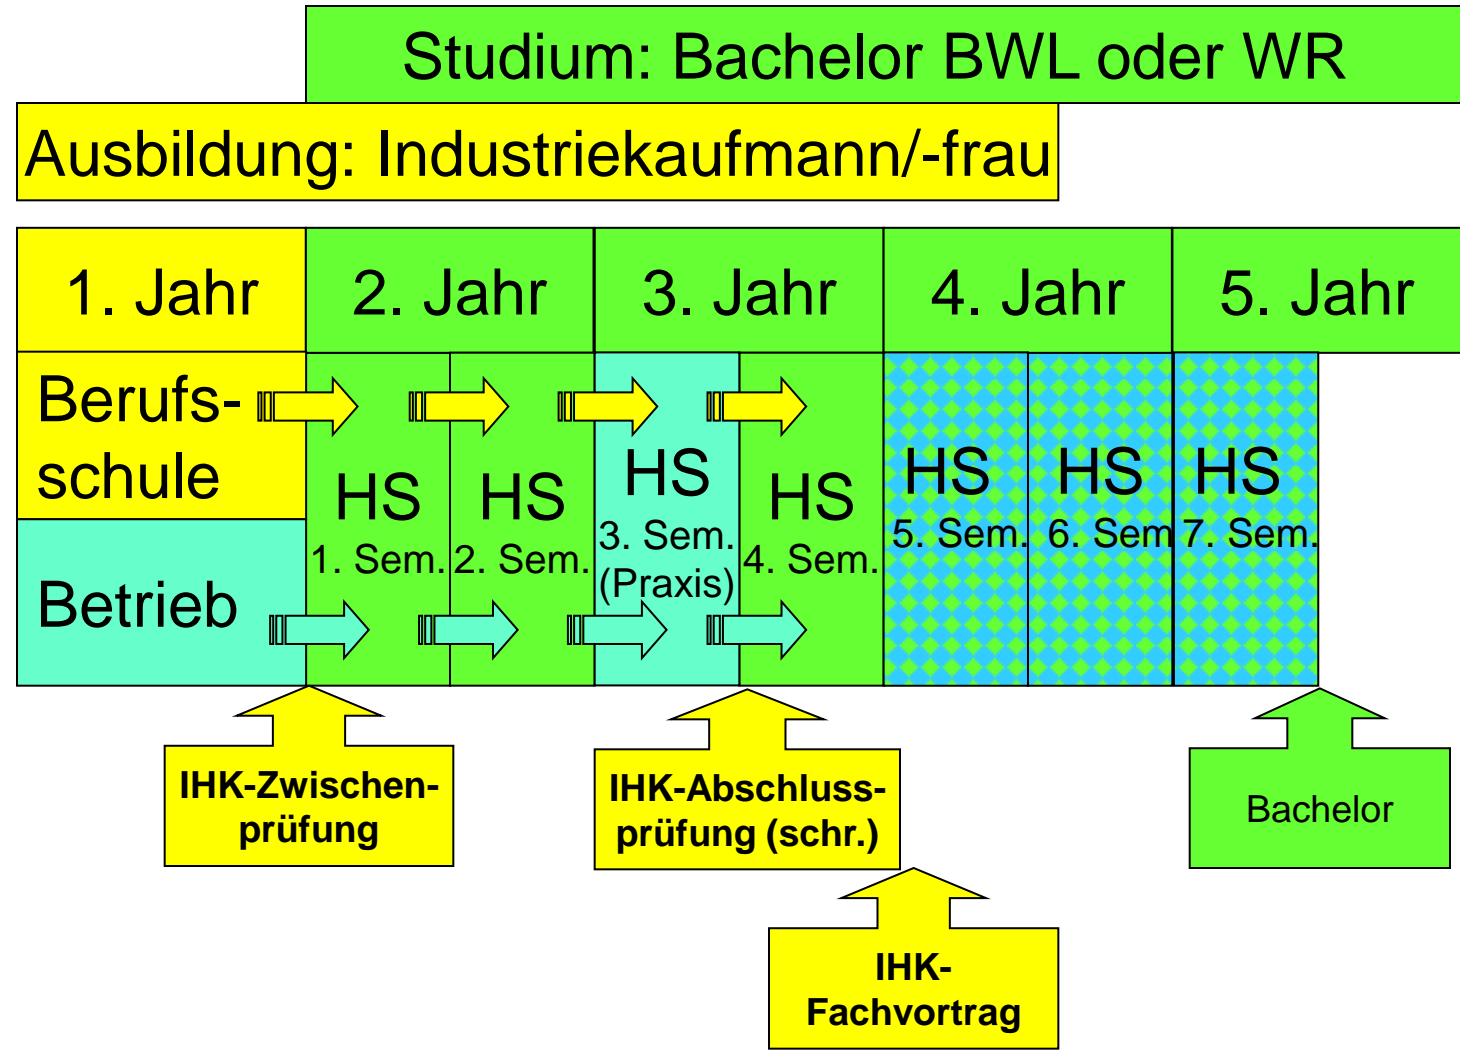 Studium: Bachelor BWL oder WR
Ausbildung: Industriekaufmann/-frau
1. Jahr
2. Jahr
3. Jahr
4. Jahr
5. Jahr
Berufs-
schule
Betrieb
HS
1. Sem.
HS
2. Sem.
HS
3. Sem.
(Praxis)
HS
4. Sem.
HS
5. Sem.
HS
6. Sem
HS
7. Sem.
IHK-Zwischen-
prüfung
IHK-Abschluss-
prüfung (schr.)
Bachelor
IHK-
Fachvortrag